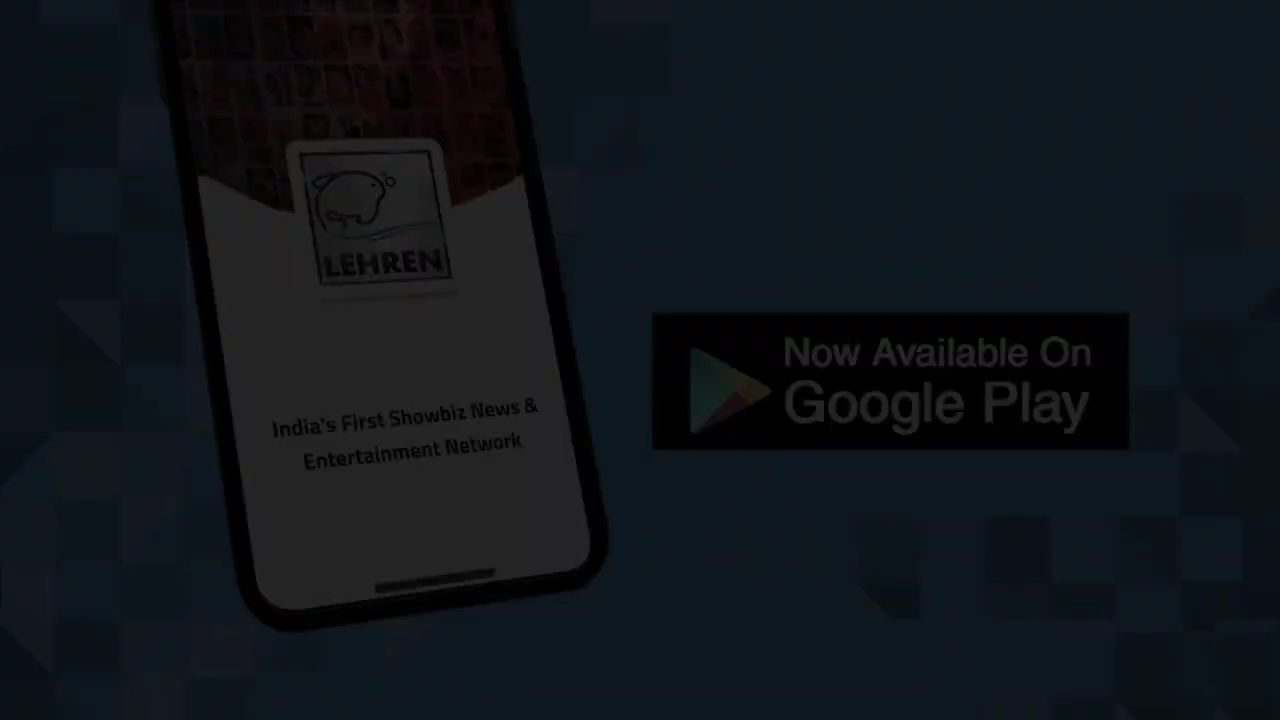 LEHREN
India's First Showbiz News &
Entertainment Network
Now Available On
Google Play